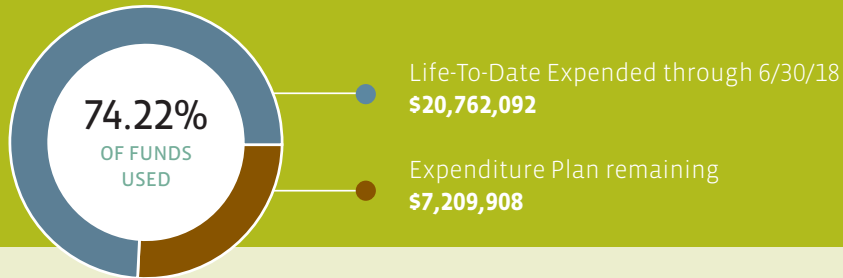 74.22%
OF FUNDS
USED
Life-To-Date Expended through 6/30/18
$20,762,092
Expenditure Plan remaining
$7,209,908